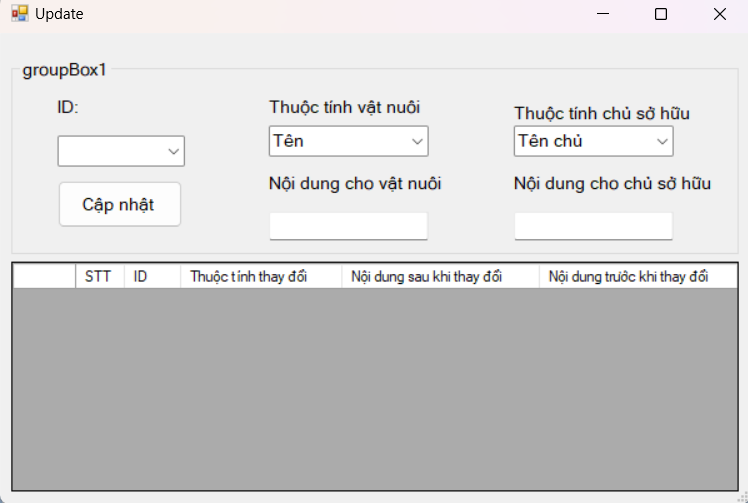 Update
groupBox1
ID:
Thuộc tính vật nuôi
Thuộc tính chủ sở hữu
Tên
Tên chủ
Nội dung cho vật nuôi
Nội dung cho chủ sở hữu
Cập nhật
STT ID Thuộc tính thay đổi Nội dung sau khi thay đổi Nội dung trước khi thay đổi